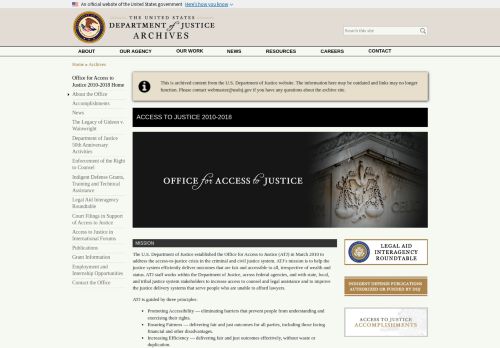 An official website of the United States government Here's how you know
THE UNITED STATES
DEPARTMENT of JUSTICE
ARCHIVES
Search this site
ABOUT
OUR AGENCY
OUR WORK
NEWS
RESOURCES
CAREERS
CONTACT
Home » Archives
Office for Access to
Justice 2010-2018 Home
About the Office
Accomplishments
News
The Legacy of Gideon v.
Wainwright
Department of Justice
50th Anniversary
Activities
Enforcement of the Right
to Counsel
Indigent Defense Grants,
Training and Technical
Assistance
Legal Aid Interagency
Roundtable
Court Filings in Support
of Access to Justice
Access to Justice in
International Forums
Publications
Grant Information
Employment and
Internship Opportunities
Contact the Office
This is archived content from the U.S. Department of Justice website. The information here may be outdated and links may no longer
function. Please contact webmaster@usdoj.gov if you have any questions about the archive site.
ACCESS TO JUSTICE 2010-2018
OFFICE for ACCESS to JUSTICE
MISSION
The U.S. Department of Justice established the Office for Access to Justice (ATJ) in March 2010 to
address the access-to-justice crisis in the criminal and civil justice system. ATJ's mission is to help the
justice system efficiently deliver outcomes that are fair and accessible to all, irrespective of wealth and
status. ATJ staff works within the Department of Justice, across federal agencies, and with state, local,
and tribal justice system stakeholders to increase access to counsel and legal assistance and to improve
the justice delivery systems that serve people who are unable to afford lawyers.
ATJ is guided by three principles:
Promoting Accessibility — eliminating barriers that prevent people from understanding and
exercising their rights.
Ensuring Fairness — delivering fair and just outcomes for all parties, including those facing
financial and other disadvantages.
Increasing Efficiency — delivering fair and just outcomes effectively, without waste or
duplication.
LEGAL AID
INTERAGENCY
ROUNDTABLE
INDIGENT DEFENSE PUBLICATIONS
AUTHORIZED OR FUNDED BY DOJ
ACCESS TO JUSTICE
ACCOMPLISHMENTS